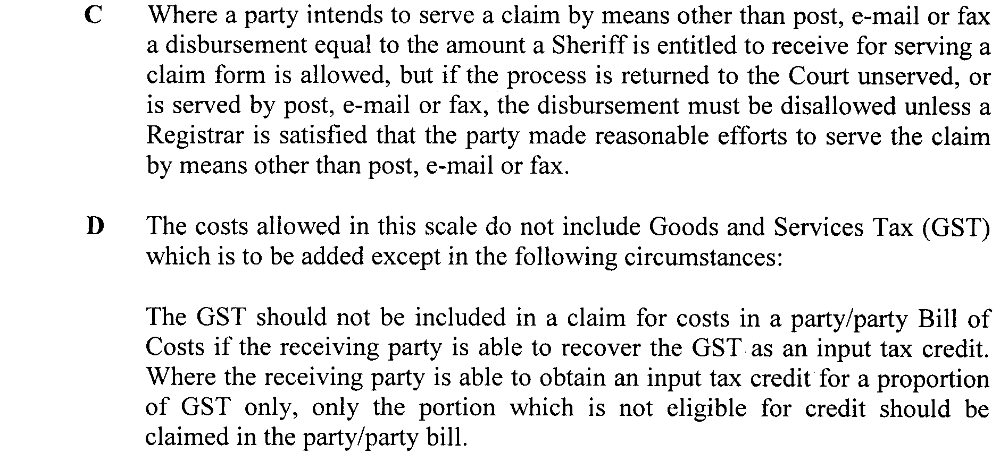 C Where a party intends to serve a claim by means other than post, e-mail or fax
a disbursement equal to the amount a Sheriff is entitled to receive for serving a
claim form is allowed, but if the process is returned to the Court unserved, or
is served by post, e-mail or fax, the disbursement must be disallowed unless a
Registrar is satisfied that the party made reasonable efforts to serve the claim
by means other than post, e-mail or fax.
D The costs allowed in this scale do not include Goods and Services Tax (GST)
which is to be added except in the following circumstances:
The GST should not be included in a claim for costs in a party/party Bill of
Costs if the receiving party is able to recover the GST as an input tax credit.
Where the receiving party is able to obtain an input tax credit for a proportion
of GST only, only the portion which is not eligible for credit should be
claimed in the party/party bill.